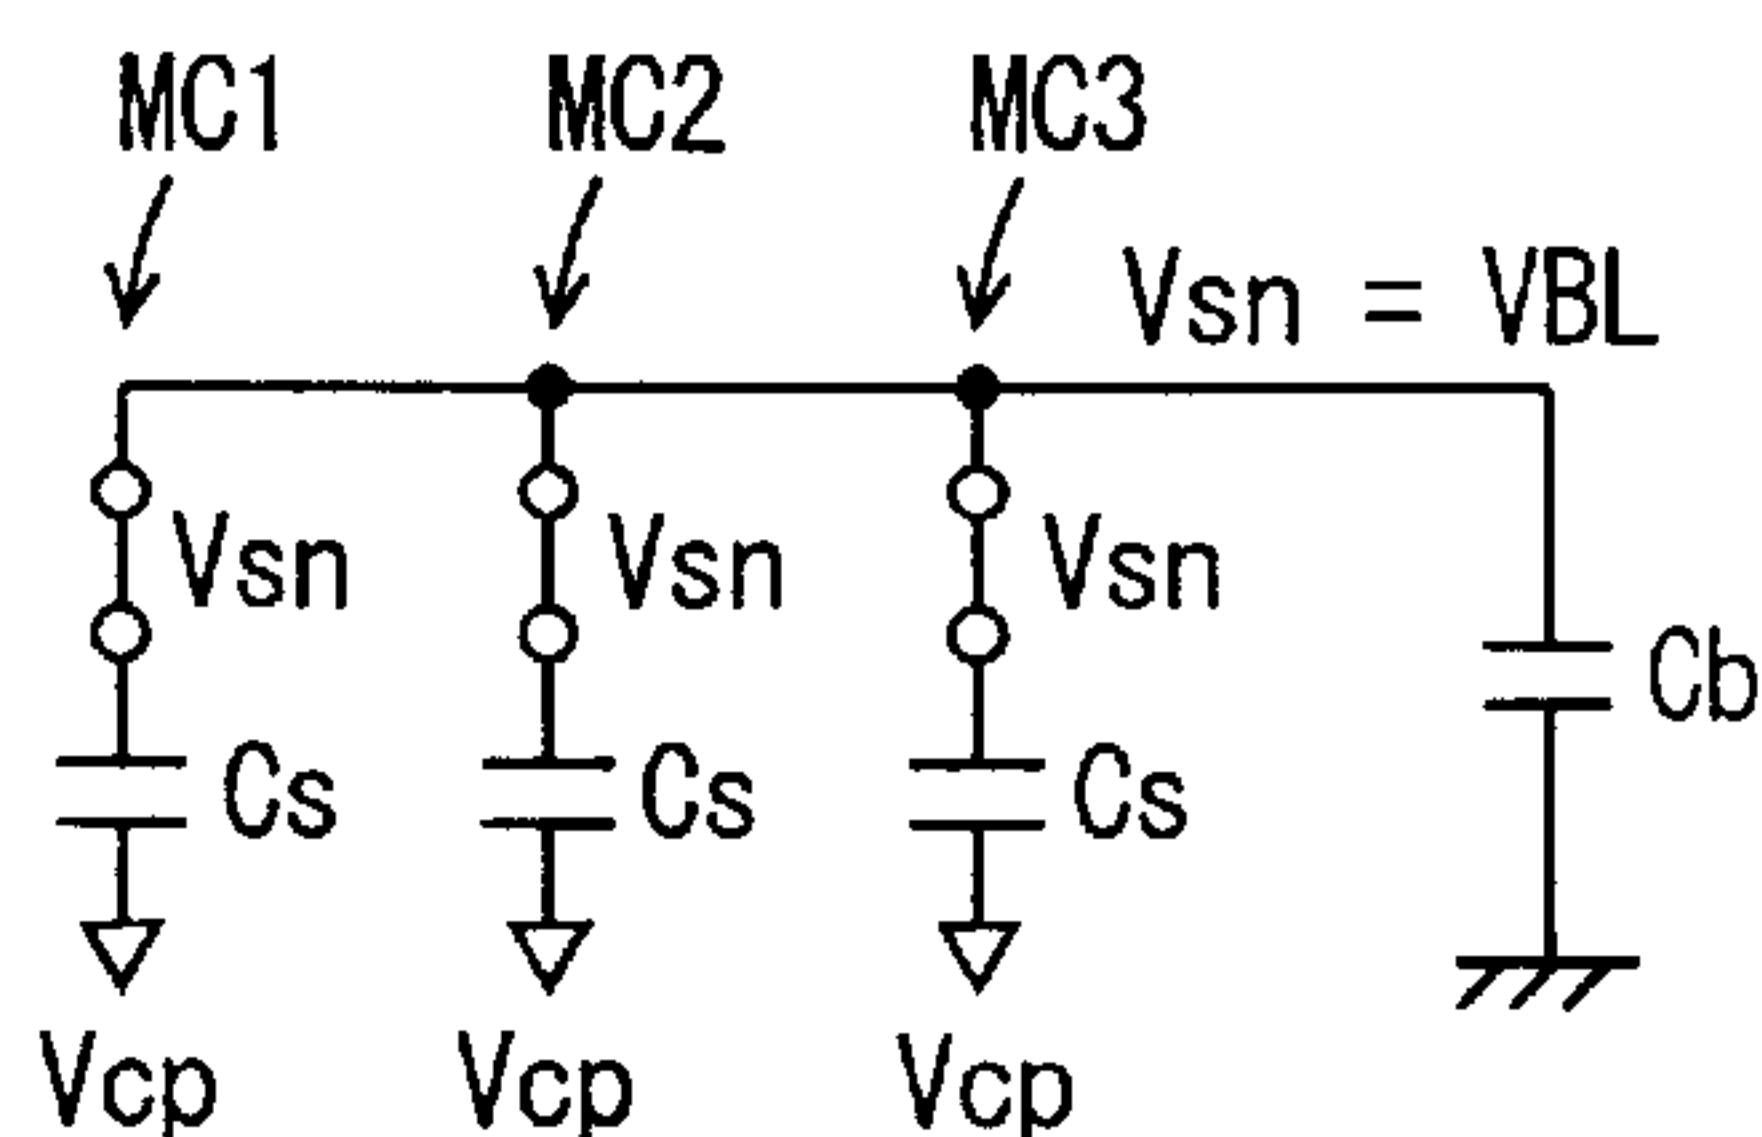 MC1 MC2 MC3
Vsn = VBL
Vsn Vsn Vsn
Cb
Cs Cs Cs
Vcp Vcp Vcp